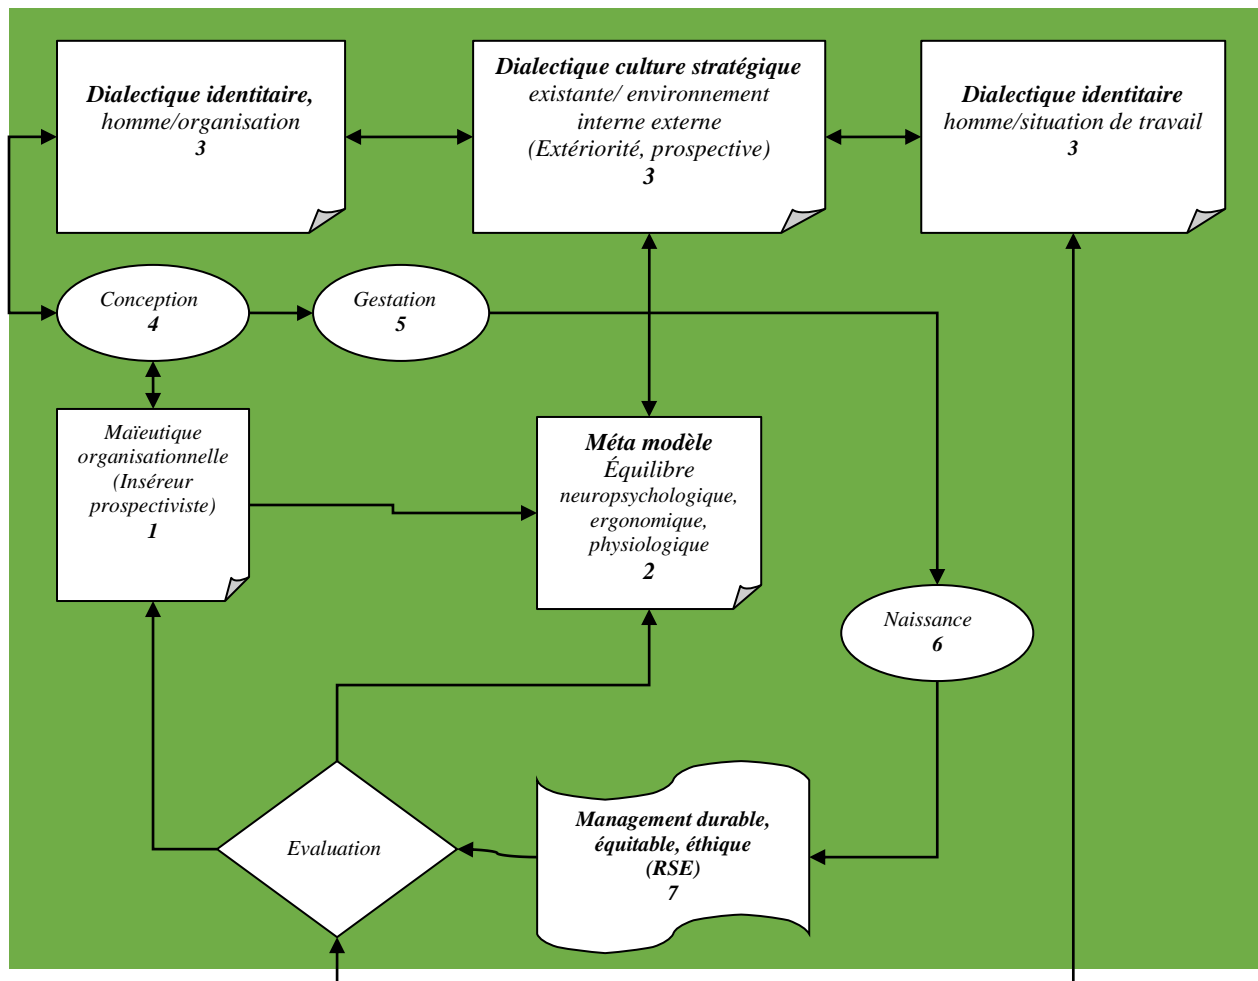 Dialectique identitaire,
homme/organisation
3
Dialectique culture stratégique
existante/ environnement
interne externe
(Extériorité, prospective)
3
Dialectique identitaire
homme/situation de travail
3
Conception
4
Gestation
5
Maïeutique
organisationnelle
(Inséreur
prospectiviste)
1
Méta modèle
Équilibre
neuropsychologique,
ergonomique,
physiologique
2
Naissance
6
Evaluation
Management durable,
équitable, éthique
(RSE)
7